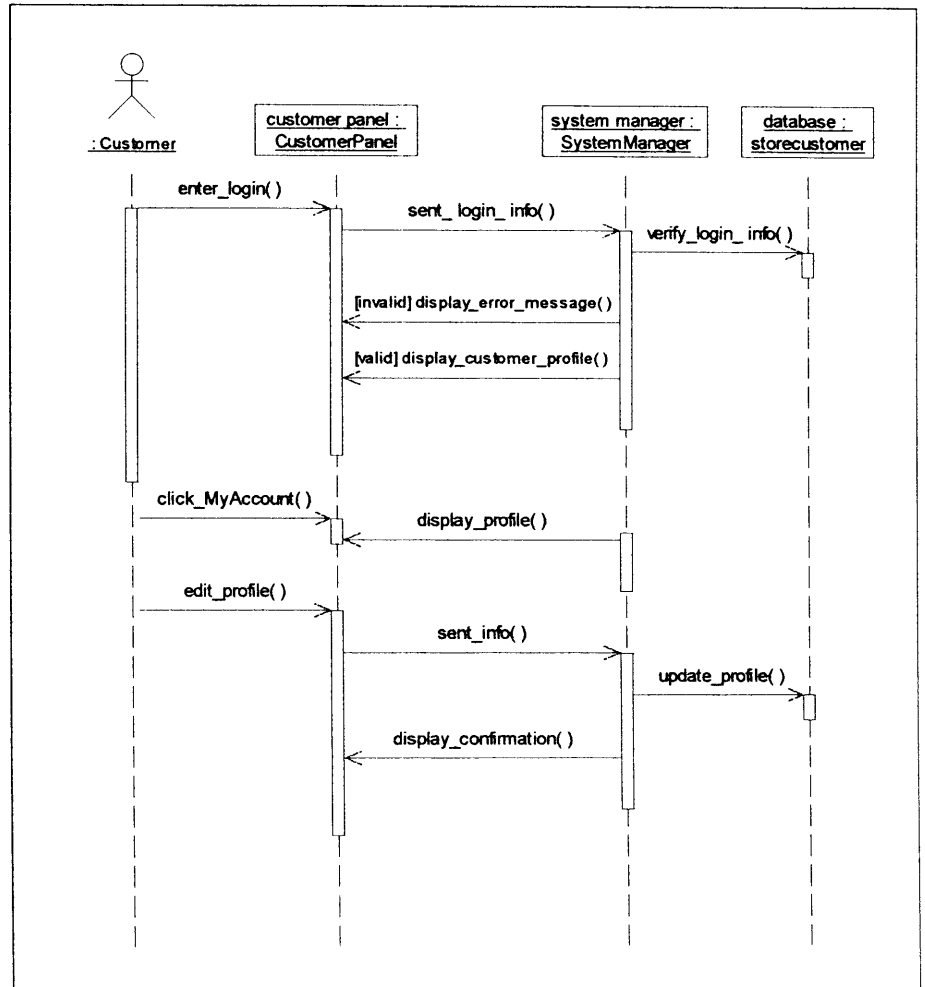 : Customer
customer panel :
CustomerPanel
system manager :
SystemManager
database :
storecustomer
enter_login( )
sent_ login_ info( )
verify_login_ info( )
[invalid] display_error_message( )
[valid] display_customer_profile( )
click_MyAccount( )
display_profile( )
edit_profile( )
sent_info( )
update_profile( )
display_confirmation( )